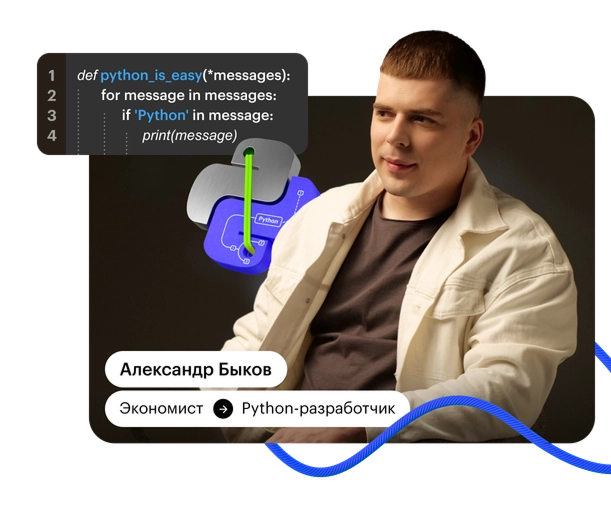 1 def python_is_easy(*messages):
2 for message in messages:
3 if 'Python' in message:
4 print(message)
Python
Александр Быков
Экономист → Python-разработчик